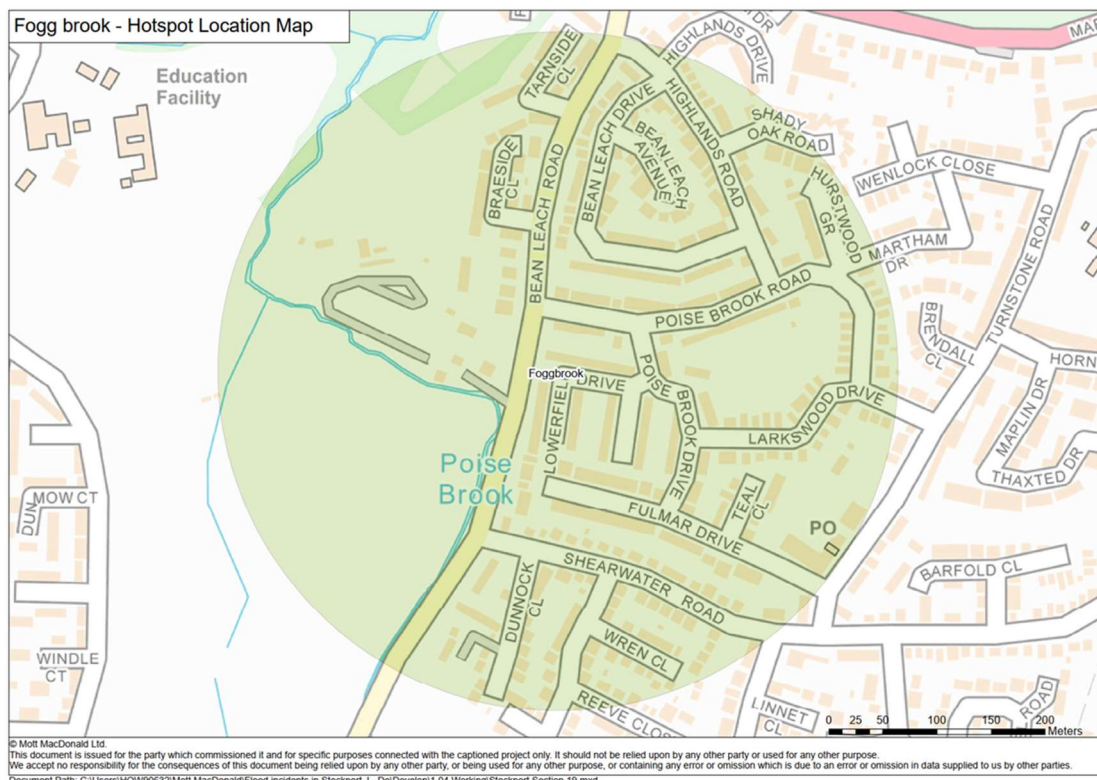 Fogg brook - Hotspot Location Map
Education
Facility
TARNSIDE
CL
HIGHLANDS DRIVE
DR
MAR
BRAESIDE
CL
BEAN LEACH ROAD
BEAN LEACH DRIVE
BEAN LEACH
AVENUE
HIGHLANDS ROAD
SHADY
OAK ROAD
HURSTWOOD
GR
WENLOCK CLOSE
MARTHAM
DR
TURNSTONE ROAD
BRENDALL
CL
HORN
MAPLIN DR
THAXTED DR
POISE BROOK ROAD
Foggbrook
LOWERFIELD DRIVE
POISE BROOK DRIVE
LARKSWOOD DRIVE
Poise
Brook
FULMAR DRIVE
TEAL
CL
PO
DUN
MOW CT
WINDLE
CT
SHEARWATER ROAD
DUNNOCK
CL
WREN CL
REEVE CLOSE
BARFOLD CL
LINNET
CL
ROAD
0 25 50 100 150 200
Meters
© Mott MacDonald Ltd.
This document is issued for the party which commissioned it and for specific purposes connected with the captioned project only. It should not be relied upon by any other party or used for any other purpose.
We accept no responsibility for the consequences of this document being relied upon by any other party, or being used for any other purpose, or containing any error or omission which is due to an error or omission in data supplied to us by other parties.